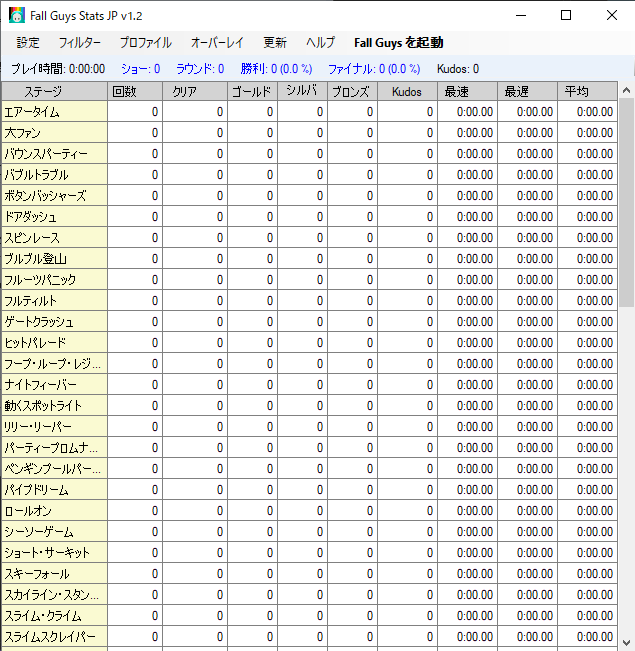 Fall Guys Stats JP v1.2
設定 フィルター プロファイル オーバーレイ 更新 ヘルプ Fall Guys を起動
プレイ時間: 0:00:00 ショー: 0 ラウンド: 0 勝利: 0 (0.0 %) ファイナル: 0 (0.0 %) Kudos: 0
ステージ 回数 クリア ゴールド シルバ ブロンズ Kudos 最速 最遅 平均
エアータイム 0 0 0 0 0 0 0:00.00 0:00.00 0:00.00
大ファン 0 0 0 0 0 0 0:00.00 0:00.00 0:00.00
バウンスパーティー 0 0 0 0 0 0 0:00.00 0:00.00 0:00.00
バブルトラブル 0 0 0 0 0 0 0:00.00 0:00.00 0:00.00
ボタンバッシャーズ 0 0 0 0 0 0 0:00.00 0:00.00 0:00.00
ドアダッシュ 0 0 0 0 0 0 0:00.00 0:00.00 0:00.00
スピンレース 0 0 0 0 0 0 0:00.00 0:00.00 0:00.00
ブルブル登山 0 0 0 0 0 0 0:00.00 0:00.00 0:00.00
フルーツパニック 0 0 0 0 0 0 0:00.00 0:00.00 0:00.00
フルティルト 0 0 0 0 0 0 0:00.00 0:00.00 0:00.00
ゲートクラッシュ 0 0 0 0 0 0 0:00.00 0:00.00 0:00.00
ヒットパレード 0 0 0 0 0 0 0:00.00 0:00.00 0:00.00
フープ・ループ・レジ... 0 0 0 0 0 0 0:00.00 0:00.00 0:00.00
ナイトフィーバー 0 0 0 0 0 0 0:00.00 0:00.00 0:00.00
動くスポットライト 0 0 0 0 0 0 0:00.00 0:00.00 0:00.00
リリー・リーパー 0 0 0 0 0 0 0:00.00 0:00.00 0:00.00
パーティープロムナ... 0 0 0 0 0 0 0:00.00 0:00.00 0:00.00
ペンギンプールパー... 0 0 0 0 0 0 0:00.00 0:00.00 0:00.00
パイプドリーム 0 0 0 0 0 0 0:00.00 0:00.00 0:00.00
ロールオン 0 0 0 0 0 0 0:00.00 0:00.00 0:00.00
シーソーゲーム 0 0 0 0 0 0 0:00.00 0:00.00 0:00.00
ショート・サーキット 0 0 0 0 0 0 0:00.00 0:00.00 0:00.00
スキーフォール 0 0 0 0 0 0 0:00.00 0:00.00 0:00.00
スカイライン・スタン... 0 0 0 0 0 0 0:00.00 0:00.00 0:00.00
スライム・クライム 0 0 0 0 0 0 0:00.00 0:00.00 0:00.00
スライムスクレイパー 0 0 0 0 0 0 0:00.00 0:00.00 0:00.00